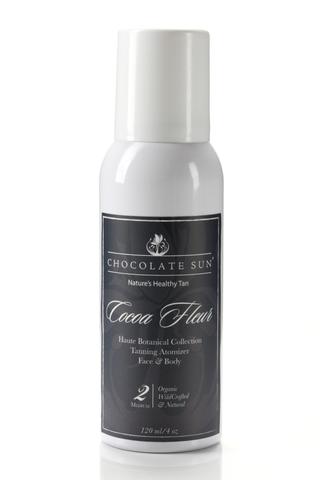 CHOCOLATE SUN®
Nature's Healthy Tan
Cocoa Fleur
Haute Botanical Collection
Tanning Atomizer
Face & Body
2
Medium
Organic
WildCrafted
& Natural
120 ml/4 oz